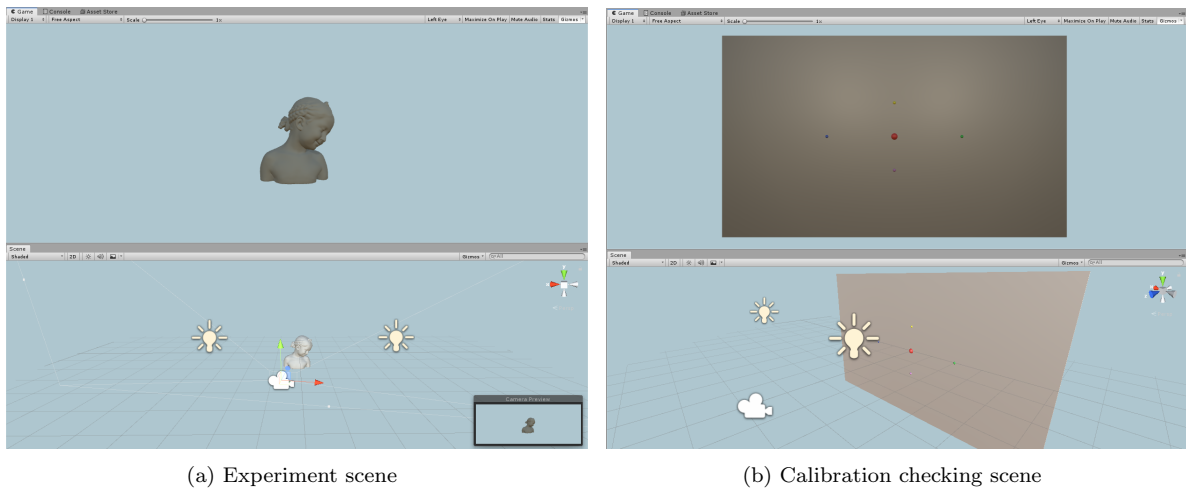 Game Console Asset Store
Display 1 Free Aspect Scale 1x Left Eye Maximize On Play Mute Audio Stats Gizmos
Scene
Shaded 2D Gizmos
Camera Preview
(a) Experiment scene
Game Console Asset Store
Display 1 Free Aspect Scale 1x Left Eye Maximize On Play Mute Audio Stats Gizmos
Scene
Shaded 2D Gizmos
(b) Calibration checking scene